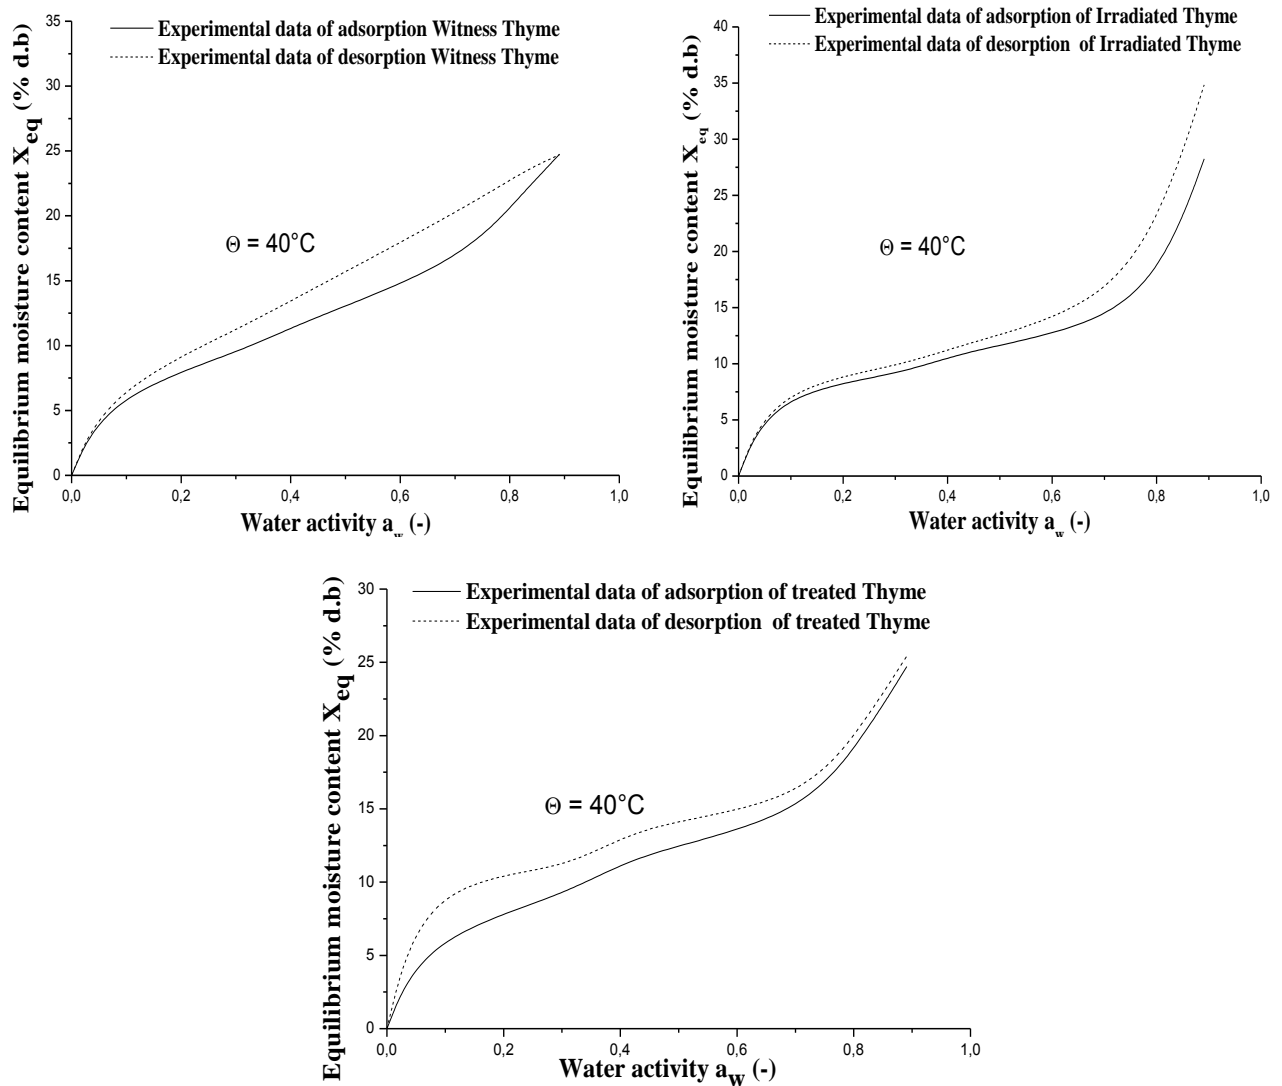 Experimental data of adsorption Witness Thyme
Experimental data of desorption Witness Thyme
Equilibrium moisture content Xeq (% d.b)
35
30
25
20
15
10
5
0
Θ = 40°C
0,0 0,2 0,4 0,6 0,8 1,0
Water activity aw (-)
Experimental data of adsorption of Irradiated Thyme
Experimental data of desorption of Irradiated Thyme
Equilibrium moisture content Xeq (% d.b)
40
35
30
25
20
15
10
5
0
Θ = 40°C
0,0 0,2 0,4 0,6 0,8 1,0
Water activity aw (-)
Experimental data of adsorption of treated Thyme
Experimental data of desorption of treated Thyme
Equilibrium moisture content Xeq (% d.b)
30
25
20
15
10
5
0
Θ = 40°C
0,0 0,2 0,4 0,6 0,8 1,0
Water activity aw (-)